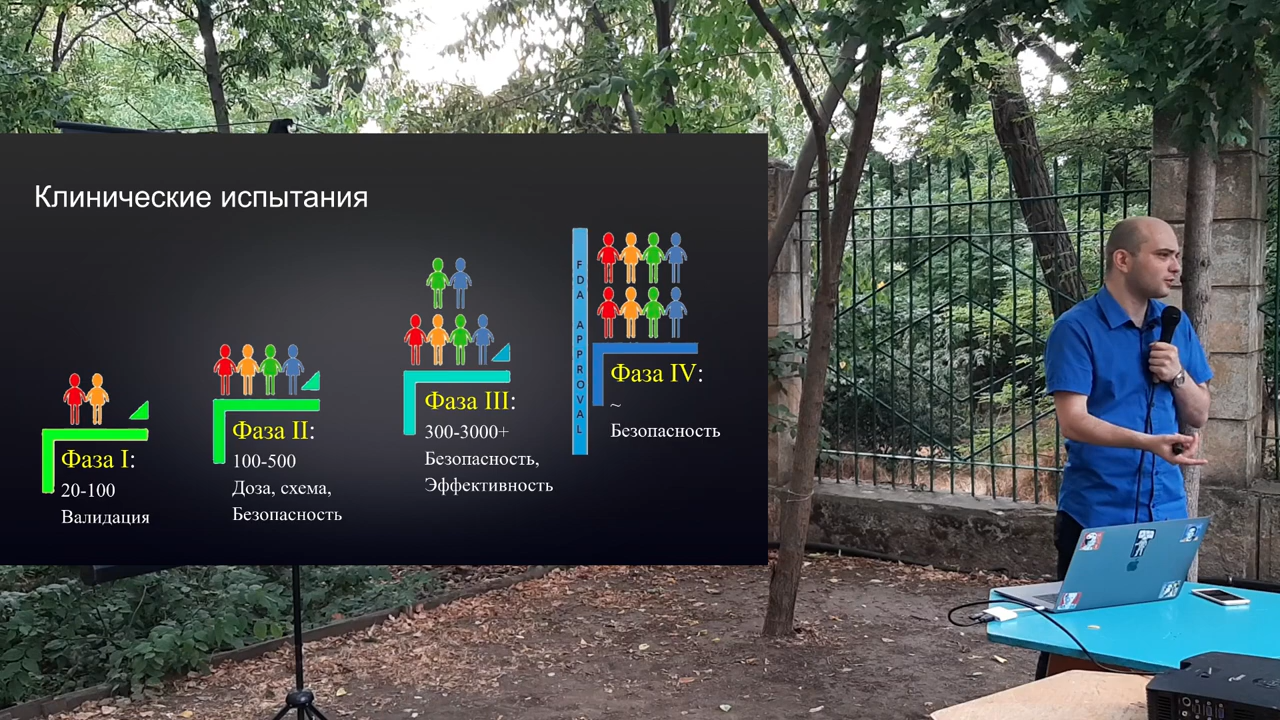 Клинические испытания
Фаза I:
20-100
Валидация
Фаза II:
100-500
Доза, схема,
Безопасность
Фаза III:
300-3000+
Безопасность,
Эффективность
FDA APPROVAL
Фаза IV:
~
Безопасность